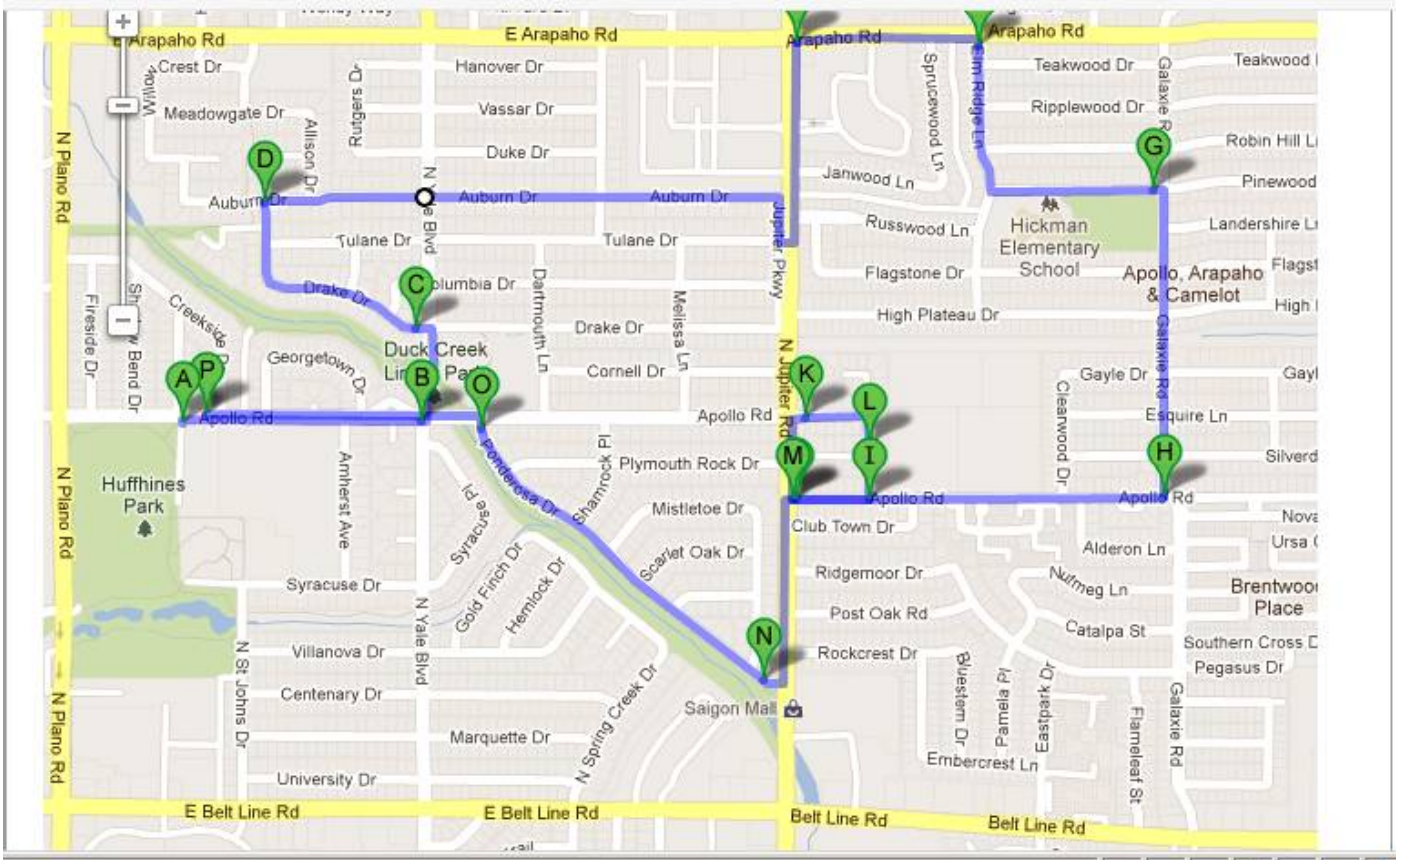 E Arapaho Rd
E Arapaho Rd
Arapaho Rd
Arapaho Rd
Crest Dr
Hanover Dr
Teakwood Dr
Teakwood
Rutgers Dr
Meadowgate Dr
Vassar Dr
Ripplewood Dr
Allison Dr
Duke Dr
Robin Hill
Sprucewood Ln
Elm Ridge Ln
N Plano Rd
D
G
Janwood Ln
Pinewood
Auburn Dr
Auburn Dr
Auburn Dr
N Yale Blvd
Jupiter Pkwy
Russwood Ln
Hickman
Elementary
School
Landershire
Tulane Dr
Tulane Dr
Flagstone Dr
Apollo, Arapaho
& Camelot
Flagst
C
Drake Dr
Dartmouth Ln
Melissa Ln
High Plateau Dr
High
Drake Dr
Fireside Dr
Creekside
Georgetown Dr
Duck Creek
Cornell Dr
Gayle Dr
Gayl
Galaxie Rd
N Jupiter Rd
A
P
B
O
K
L
Apollo Rd
Apollo Rd
Esquire Ln
Clearwood Dr
M
I
H
Plymouth Rock Dr
Silverd
Huffhines
Park
Amherst Ave
Ponderosa Dr
Shamrock Pl
Syracuse Pl
Apollo Rd
Apollo Rd
Mistletoe Dr
Club Town Dr
Nova
N Plano Rd
Scarlet Oak Dr
Alderon Ln
Ursa
Syracuse Dr
Gold Finch Dr
Hemlock Dr
Ridgemoor Dr
Nutmeg Ln
Brentwoo
Place
Post Oak Rd
N
Catalpa St
Southern Cross D
N Yale Blvd
Villanova Dr
Rockcrest Dr
Pegasus Dr
N St Johns Dr
Centenary Dr
N Spring Creek Dr
Saigon Mall
Bluestem Dr
Pamela Pl
Eastpark Dr
Flameleaf St
Galaxie Rd
N Plano Rd
Marquette Dr
Embercrest Ln
University Dr
E Belt Line Rd
E Belt Line Rd
Belt Line Rd
Belt Line Rd